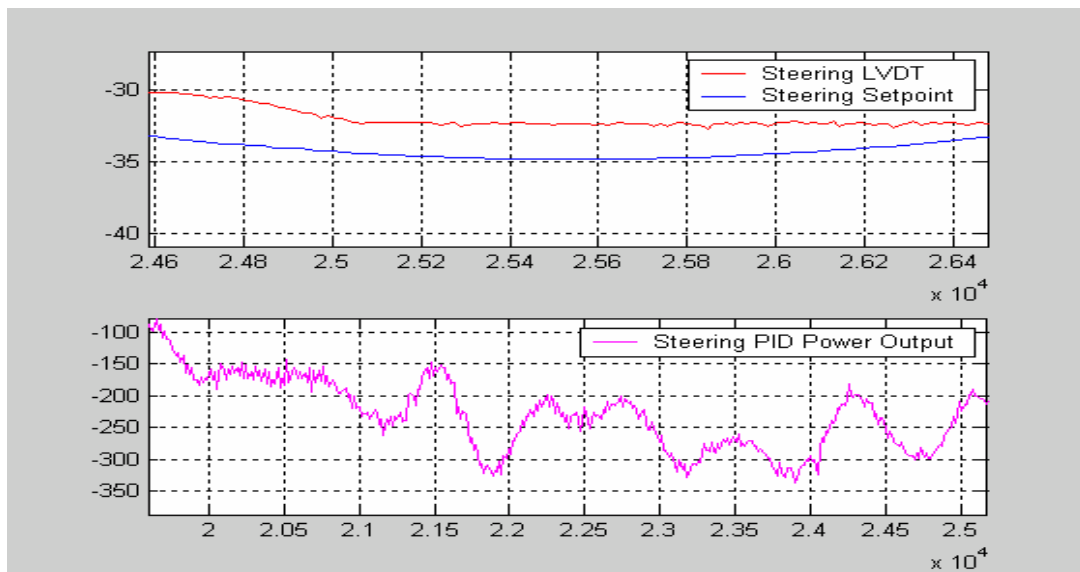 Steering LVDT
Steering Setpoint
-30
-35
-40
2.46 2.48 2.5 2.52 2.54 2.56 2.58 2.6 2.62 2.64
x 10^4
Steering PID Power Output
-100
-150
-200
-250
-300
-350
2 2.05 2.1 2.15 2.2 2.25 2.3 2.35 2.4 2.45 2.5
x 10^4